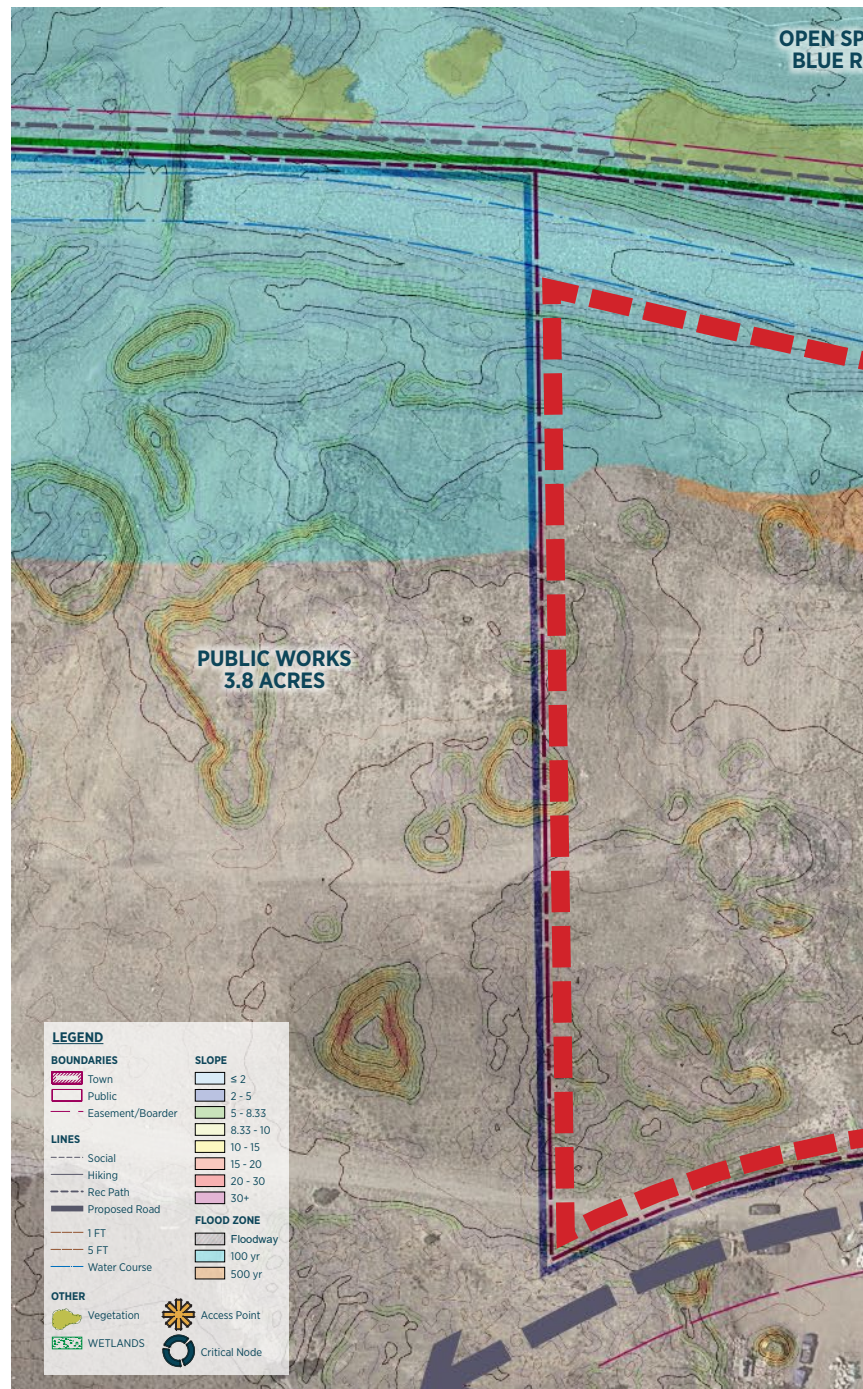 OPEN SP
BLUE R
PUBLIC WORKS
3.8 ACRES
LEGEND
BOUNDARIES
Town
Public
Easement/Boarder
LINES
Social
Hiking
Rec Path
Proposed Road
1 FT
5 FT
Water Course
OTHER
Vegetation
WETLANDS
SLOPE
≤ 2
2 - 5
5 - 8.33
8.33 - 10
10 - 15
15 - 20
20 - 30
30+
FLOOD ZONE
Floodway
100 yr
500 yr
Access Point
Critical Node